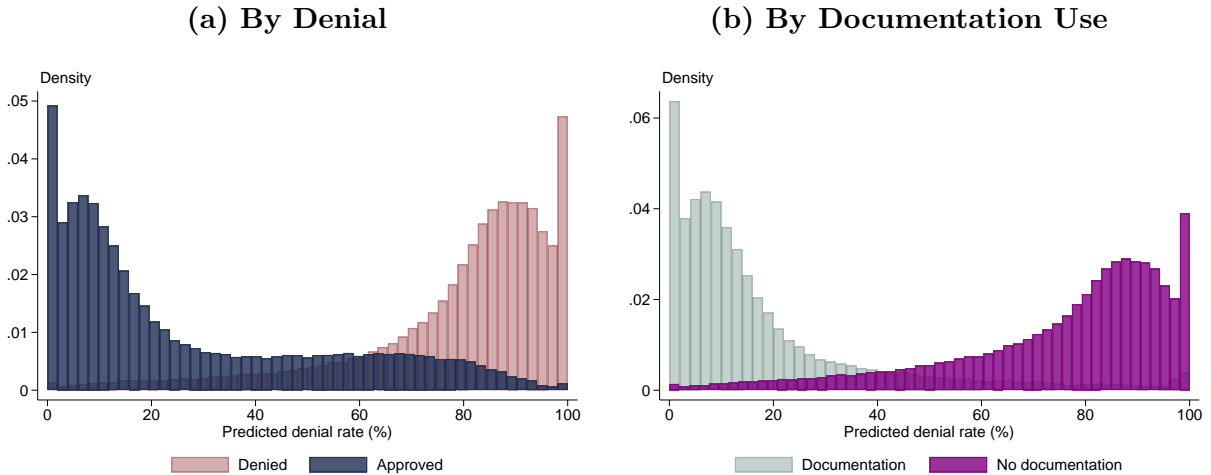 (a) By Denial
Density
.05
.04
.03
.02
.01
0
0 20 40 60 80 100
Predicted denial rate (%)
Denied Approved
(b) By Documentation Use
Density
.06
.04
.02
0
0 20 40 60 80 100
Predicted denial rate (%)
Documentation No documentation